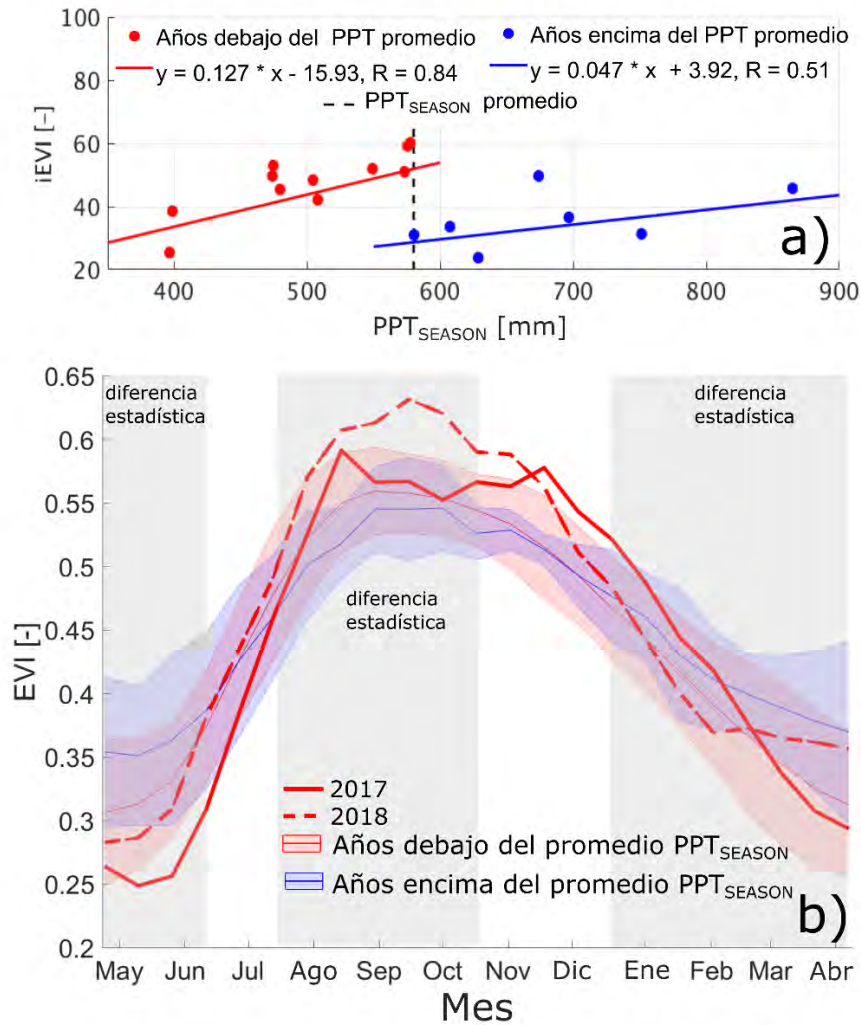 100
80
60
40
20
iEVI [-]
Años debajo del PPT promedio
y = 0.127 * x - 15.93, R = 0.84
Años encima del PPT promedio
y = 0.047 * x + 3.92, R = 0.51
PPTSEASON promedio
a)
400 500 600 700 800 900
PPTSEASON [mm]
0.65
0.6
0.55
0.5
0.45
0.4
0.35
0.3
0.25
0.2
EVI [-]
diferencia
estadística
diferencia
estadística
diferencia
estadística
2017
2018
Años debajo del promedio PPTSEASON
Años encima del promedio PPTSEASON
b)
May Jun Jul Ago Sep Oct Nov Dic Ene Feb Mar Abr
Mes